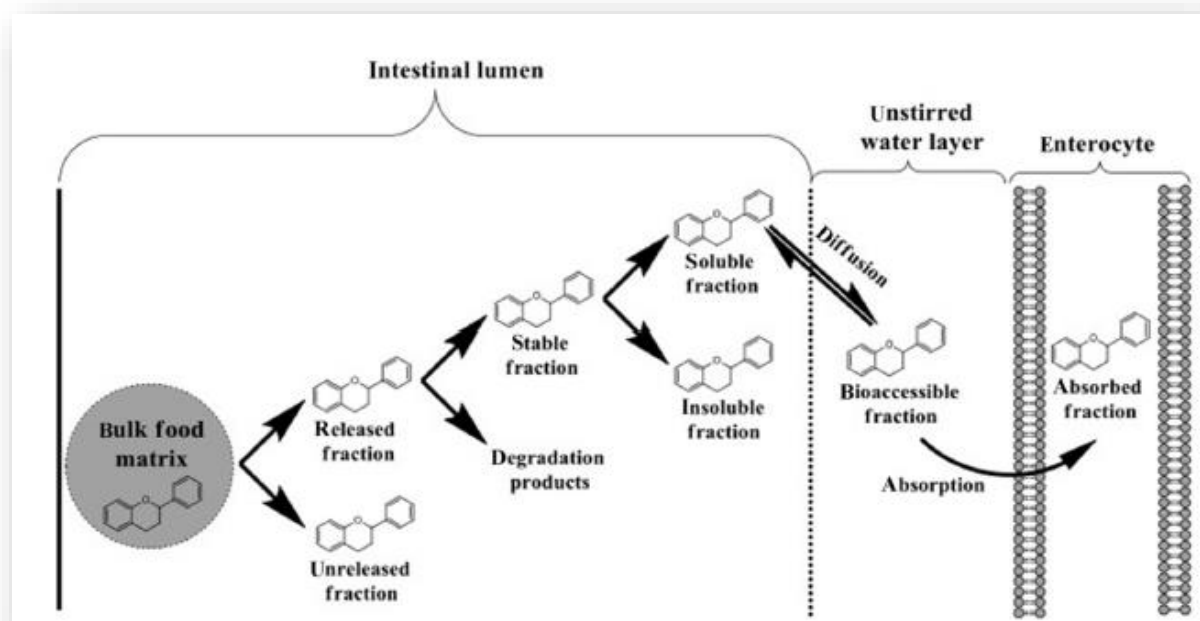 Intestinal lumen
Unstirred
water layer
Enterocyte
Soluble
fraction
Diffusion
Stable
fraction
Insoluble
fraction
Bioaccessible
fraction
Absorbed
fraction
Bulk food
matrix
Released
fraction
Degradation
products
Absorption
Unreleased
fraction